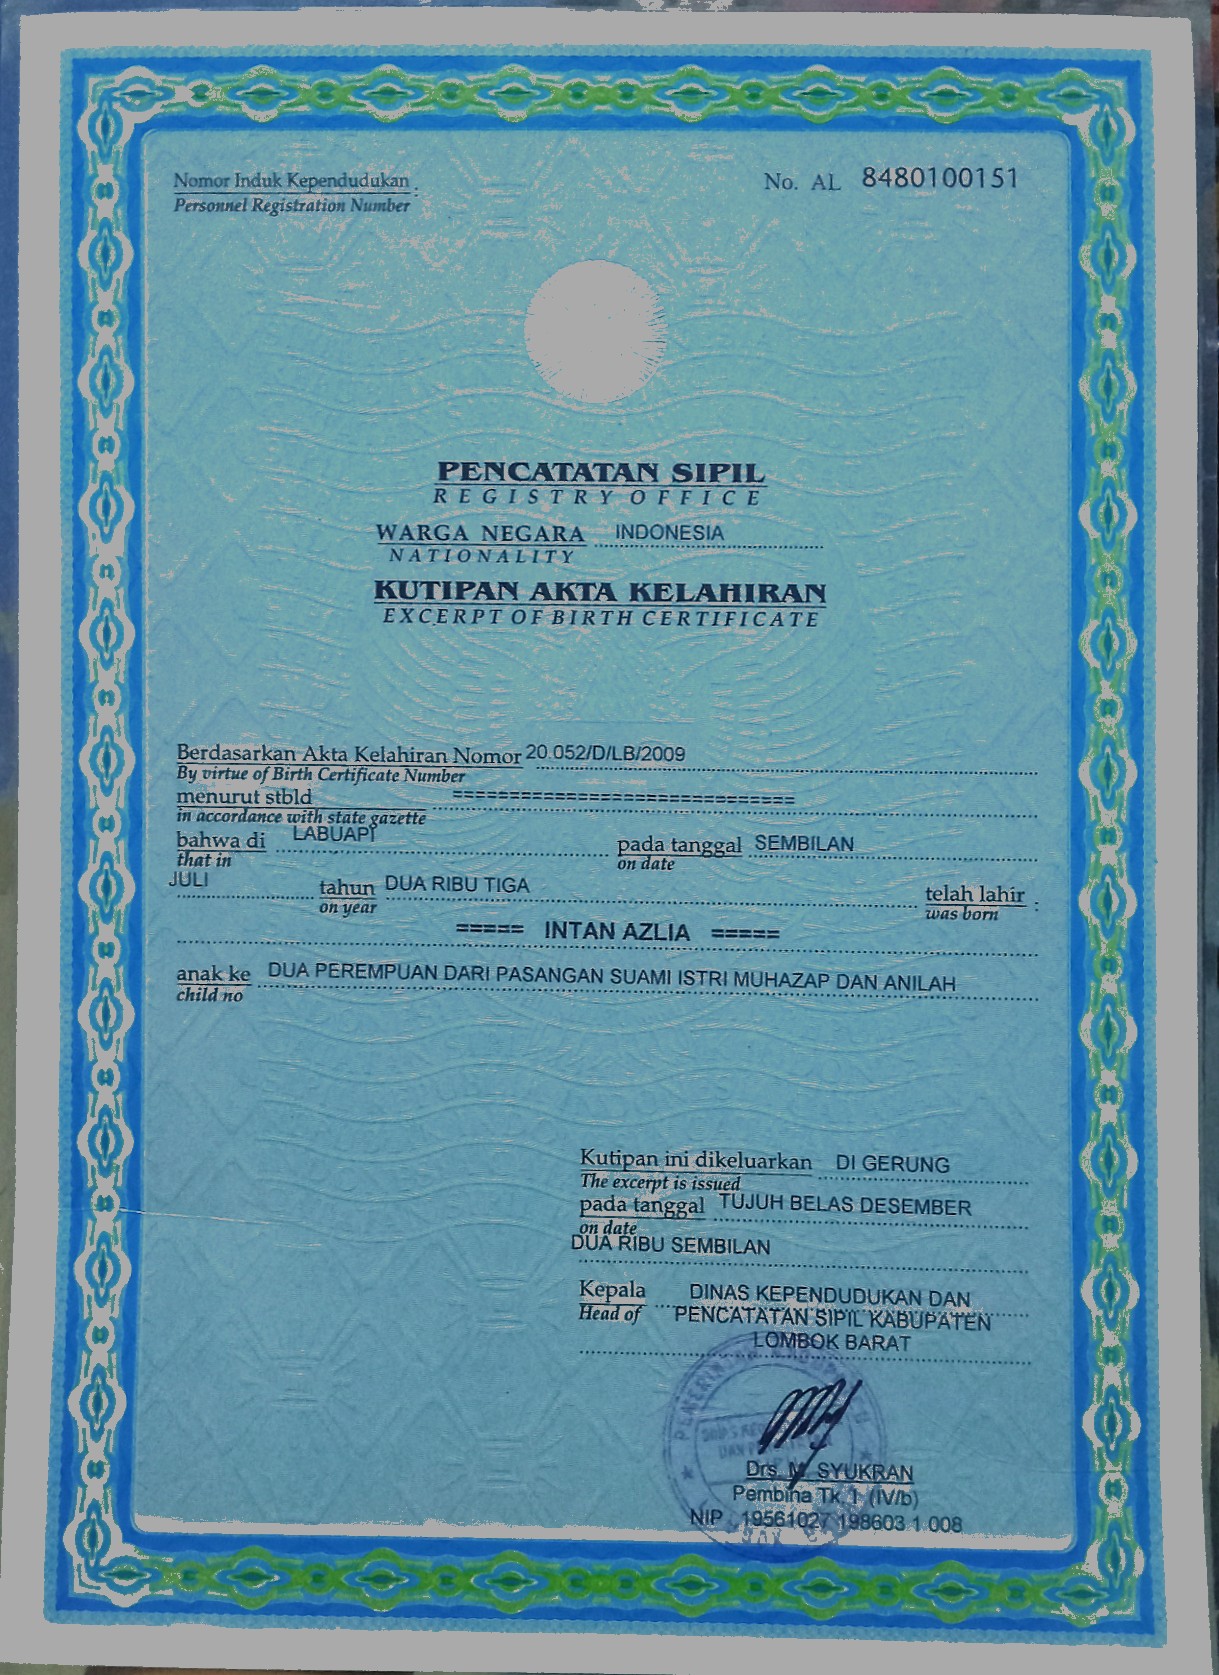 Nomor Induk Kependudukan :
Personnel Registration Number
No. AL 8480100151
PENCATATAN SIPIL
REGISTRY OFFICE
WARGA NEGARA INDONESIA
NATIONALITY
KUTIPAN AKTA KELAHIRAN
EXCERPT OF BIRTH CERTIFICATE
Berdasarkan Akta Kelahiran Nomor 20.052/D/LB/2009
By virtue of Birth Certificate Number
menurut stbld ==============================
in accordance with state gazette
bahwa di LABUAPI pada tanggal SEMBILAN
that in on date
JULI tahun DUA RIBU TIGA telah lahir :
on year was born
===== INTAN AZLIA =====
anak ke DUA PEREMPUAN DARI PASANGAN SUAMI ISTRI MUHAZAP DAN ANILAH
child no
Kutipan ini dikeluarkan DI GERUNG
The excerpt is issued
pada tanggal TUJUH BELAS DESEMBER
on date
DUA RIBU SEMBILAN
Kepala DINAS KEPENDUDUKAN DAN
Head of PENCATATAN SIPIL KABUPATEN
LOMBOK BARAT
Drs. M. SYUKRAN
Pembina Tk 1 (IV/b)
NIP. 19561027 198603 1 008